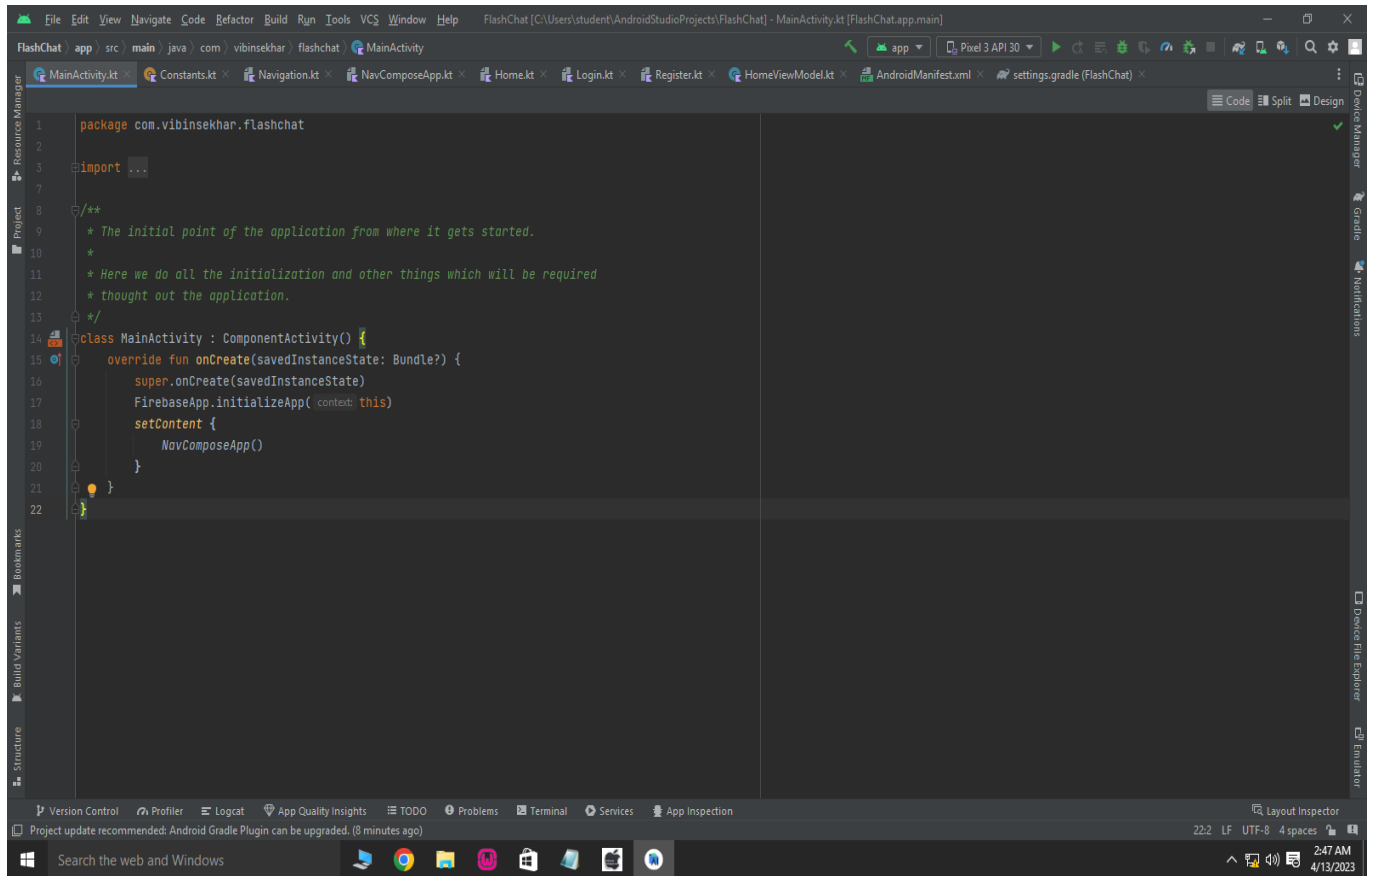 File Edit View Navigate Code Refactor Build Run Tools VCS Window Help FlashChat [C:\Users\student\AndroidStudioProjects\FlashChat] - MainActivity.kt [FlashChat.app.main]
FlashChat app src main java com vibinsekhar flashchat MainActivity app Pixel 3 API 30
MainActivity.kt Constants.kt Navigation.kt NavComposeApp.kt Home.kt Login.kt Register.kt HomeViewModel.kt AndroidManifest.xml settings.gradle (FlashChat)
Code Split Design
1 package com.vibinsekhar.flashchat
2
3 import ...
7
8 /**
9 * The initial point of the application from where it gets started.
10 *
11 * Here we do all the initialization and other things which will be required
12 * thought out the application.
13 */
14 class MainActivity : ComponentActivity() {
15 override fun onCreate(savedInstanceState: Bundle?) {
16 super.onCreate(savedInstanceState)
17 FirebaseApp.initializeApp( context: this)
18 setContent {
19 NavComposeApp()
20 }
21 }
22 }
Resource Manager
Project
Bookmarks
Build Variants
Structure
Device Manager
Gradle
Notifications
Device File Explorer
Emulator
Version Control Profiler Logcat App Quality Insights TODO Problems Terminal Services App Inspection Layout Inspector
Project update recommended: Android Gradle Plugin can be upgraded. (8 minutes ago) 22:2 LF UTF-8 4 spaces
Search the web and Windows
2:47 AM
4/13/2023